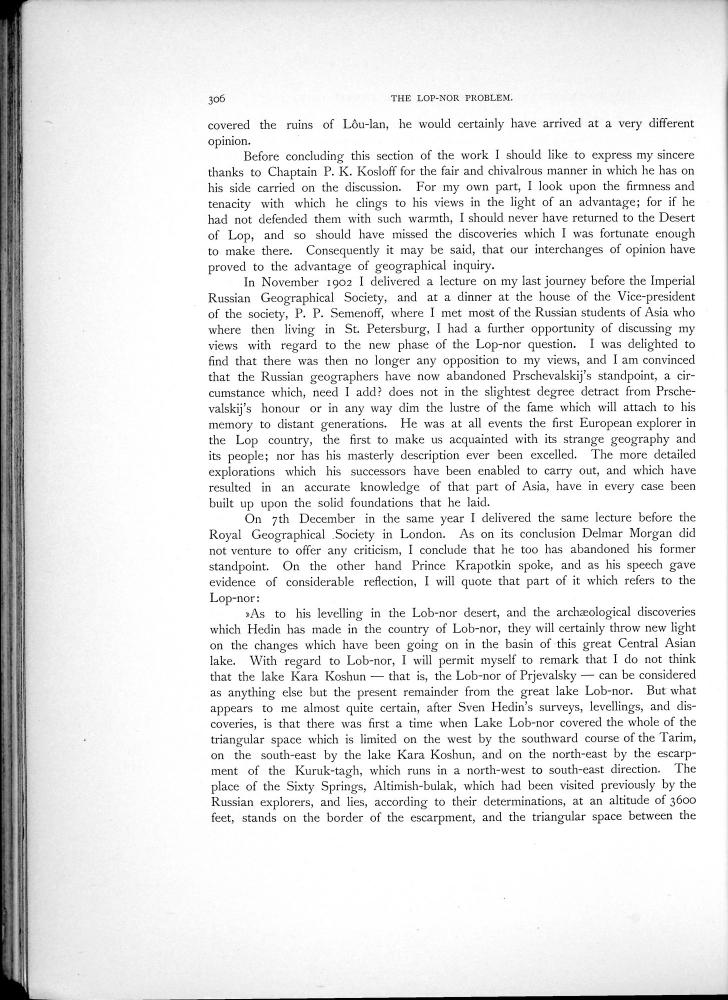 306 THE LOP-NOR PROBLEM.
covered the ruins of Lôu-lan, he would certainly have arrived at a very different
opinion.
Before concluding this section of the work I should like to express my sincere
thanks to Chaptain P. K. Kosloff for the fair and chivalrous manner in which he has on
his side carried on the discussion. For my own part, I look upon the firmness and
tenacity with which he clings to his views in the light of an advantage; for if he
had not defended them with such warmth, I should never have returned to the Desert
of Lop, and so should have missed the discoveries which I was fortunate enough
to make there. Consequently it may be said, that our interchanges of opinion have
proved to the advantage of geographical inquiry.
In November 1902 I delivered a lecture on my last journey before the Imperial
Russian Geographical Society, and at a dinner at the house of the Vice-president
of the society, P. P. Semenoff, where I met most of the Russian students of Asia who
where then living in St. Petersburg, I had a further opportunity of discussing my
views with regard to the new phase of the Lop-nor question. I was delighted to
find that there was then no longer any opposition to my views, and I am convinced
that the Russian geographers have now abandoned Prschevalskij's standpoint, a cir-
cumstance which, need I add? does not in the slightest degree detract from Prsche-
valskij's honour or in any way dim the lustre of the fame which will attach to his
memory to distant generations. He was at all events the first European explorer in
the Lop country, the first to make us acquainted with its strange geography and
its people; nor has his masterly description ever been excelled. The more detailed
explorations which his successors have been enabled to carry out, and which have
resulted in an accurate knowledge of that part of Asia, have in every case been
built up upon the solid foundations that he laid.
On 7th December in the same year I delivered the same lecture before the
Royal Geographical Society in London. As on its conclusion Delmar Morgan did
not venture to offer any criticism, I conclude that he too has abandoned his former
standpoint. On the other hand Prince Krapotkin spoke, and as his speech gave
evidence of considerable reflection, I will quote that part of it which refers to the
Lop-nor:
»As to his levelling in the Lob-nor desert, and the archæological discoveries
which Hedin has made in the country of Lob-nor, they will certainly throw new light
on the changes which have been going on in the basin of this great Central Asian
lake. With regard to Lob-nor, I will permit myself to remark that I do not think
that the lake Kara Koshun — that is, the Lob-nor of Prjevalsky — can be considered
as anything else but the present remainder from the great lake Lob-nor. But what
appears to me almost quite certain, after Sven Hedin's surveys, levellings, and dis-
coveries, is that there was first a time when Lake Lob-nor covered the whole of the
triangular space which is limited on the west by the southward course of the Tarim,
on the south-east by the lake Kara Koshun, and on the north-east by the escarp-
ment of the Kuruk-tagh, which runs in a north-west to south-east direction. The
place of the Sixty Springs, Altimish-bulak, which had been visited previously by the
Russian explorers, and lies, according to their determinations, at an altitude of 3600
feet, stands on the border of the escarpment, and the triangular space between the